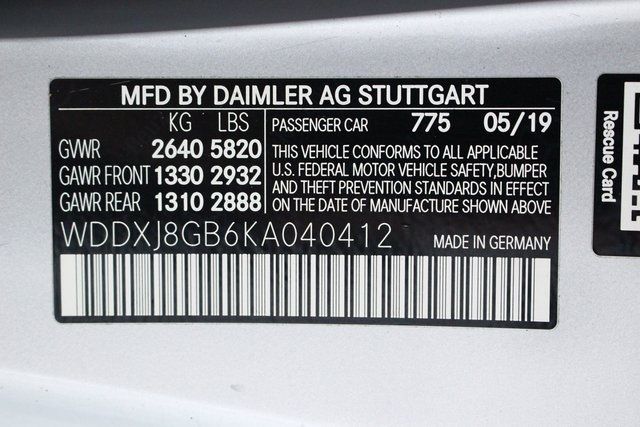 MFD BY DAIMLER AG STUTTGART
KG LBS
GVWR 2640 5820
GAWR FRONT 1330 2932
GAWR REAR 1310 2888
PASSENGER CAR 775 05/19
THIS VEHICLE CONFORMS TO ALL APPLICABLE
U.S. FEDERAL MOTOR VEHICLE SAFETY,BUMPER
AND THEFT PREVENTION STANDARDS IN EFFECT
ON THE DATE OF MANUFACTURE SHOWN ABOVE
WDDXJ8GB6KA040412 MADE IN GERMANY
Rescue Card